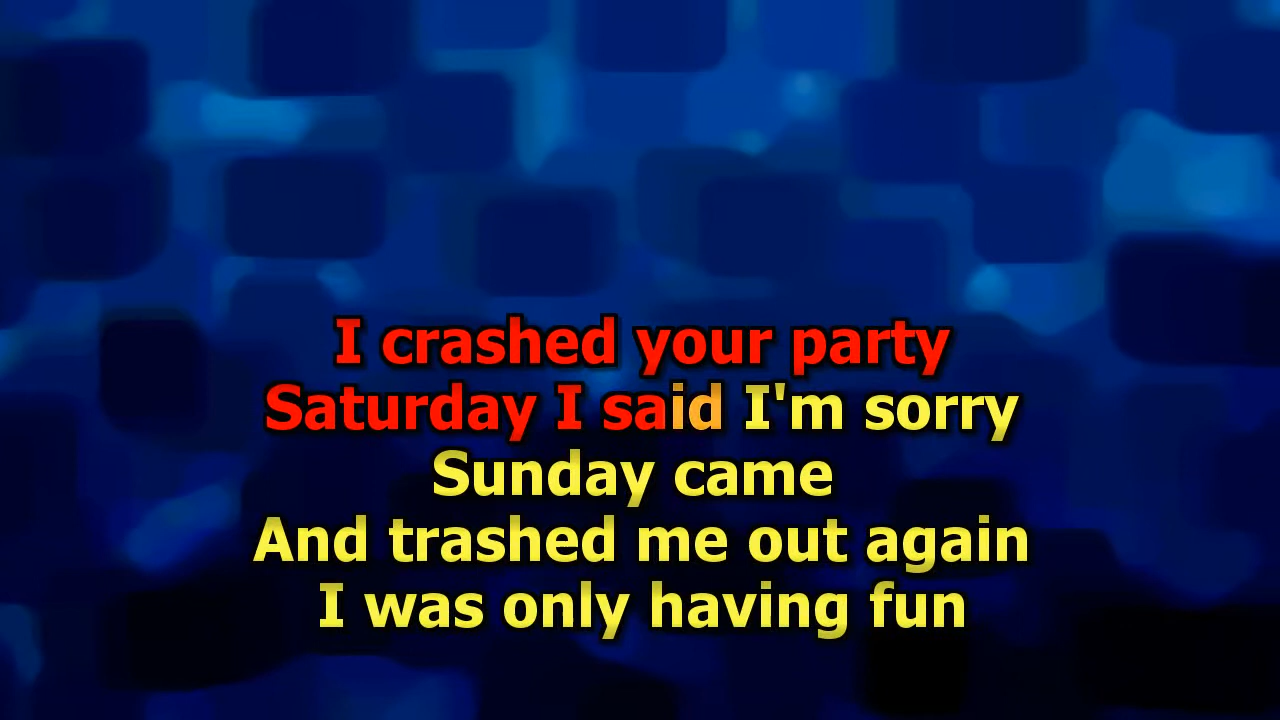 I crashed your party
Saturday I said I'm sorry
Sunday came
And trashed me out again
I was only having fun